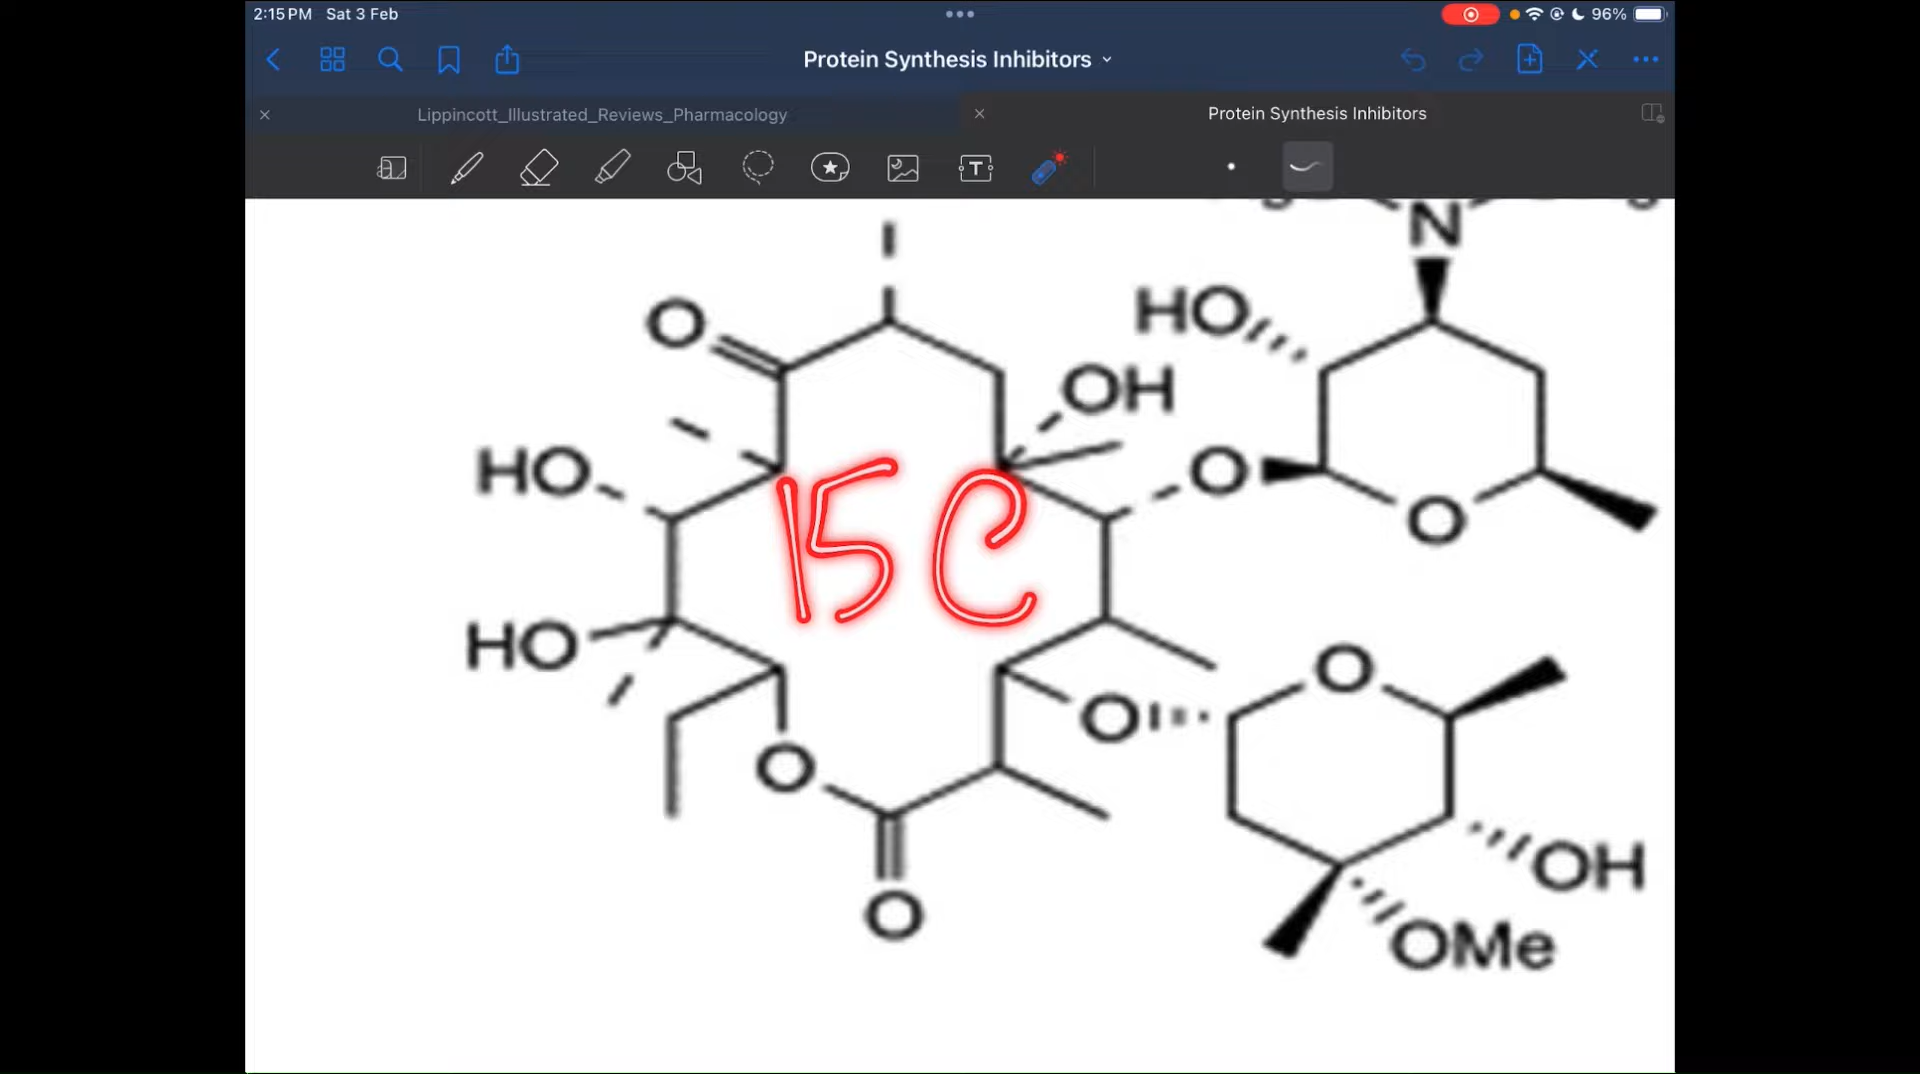 2:15 PM Sat 3 Feb 96%
Protein Synthesis Inhibitors
Lippincott_Illustrated_Reviews_Pharmacology
Protein Synthesis Inhibitors
T
N
O
HO
OH
HO
O
O
15 C
HO
O
O
O
OH
O
OMe